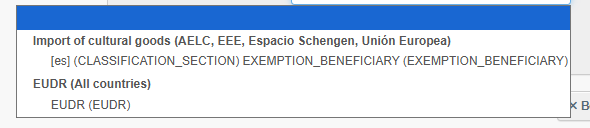 Import of cultural goods (AELC, EEE, Espacio Schengen, Unión Europea)
[es] (CLASSIFICATION_SECTION) EXEMPTION_BENEFICIARY (EXEMPTION_BENEFICIARY)
EUDR (All countries)
EUDR (EUDR)
× B